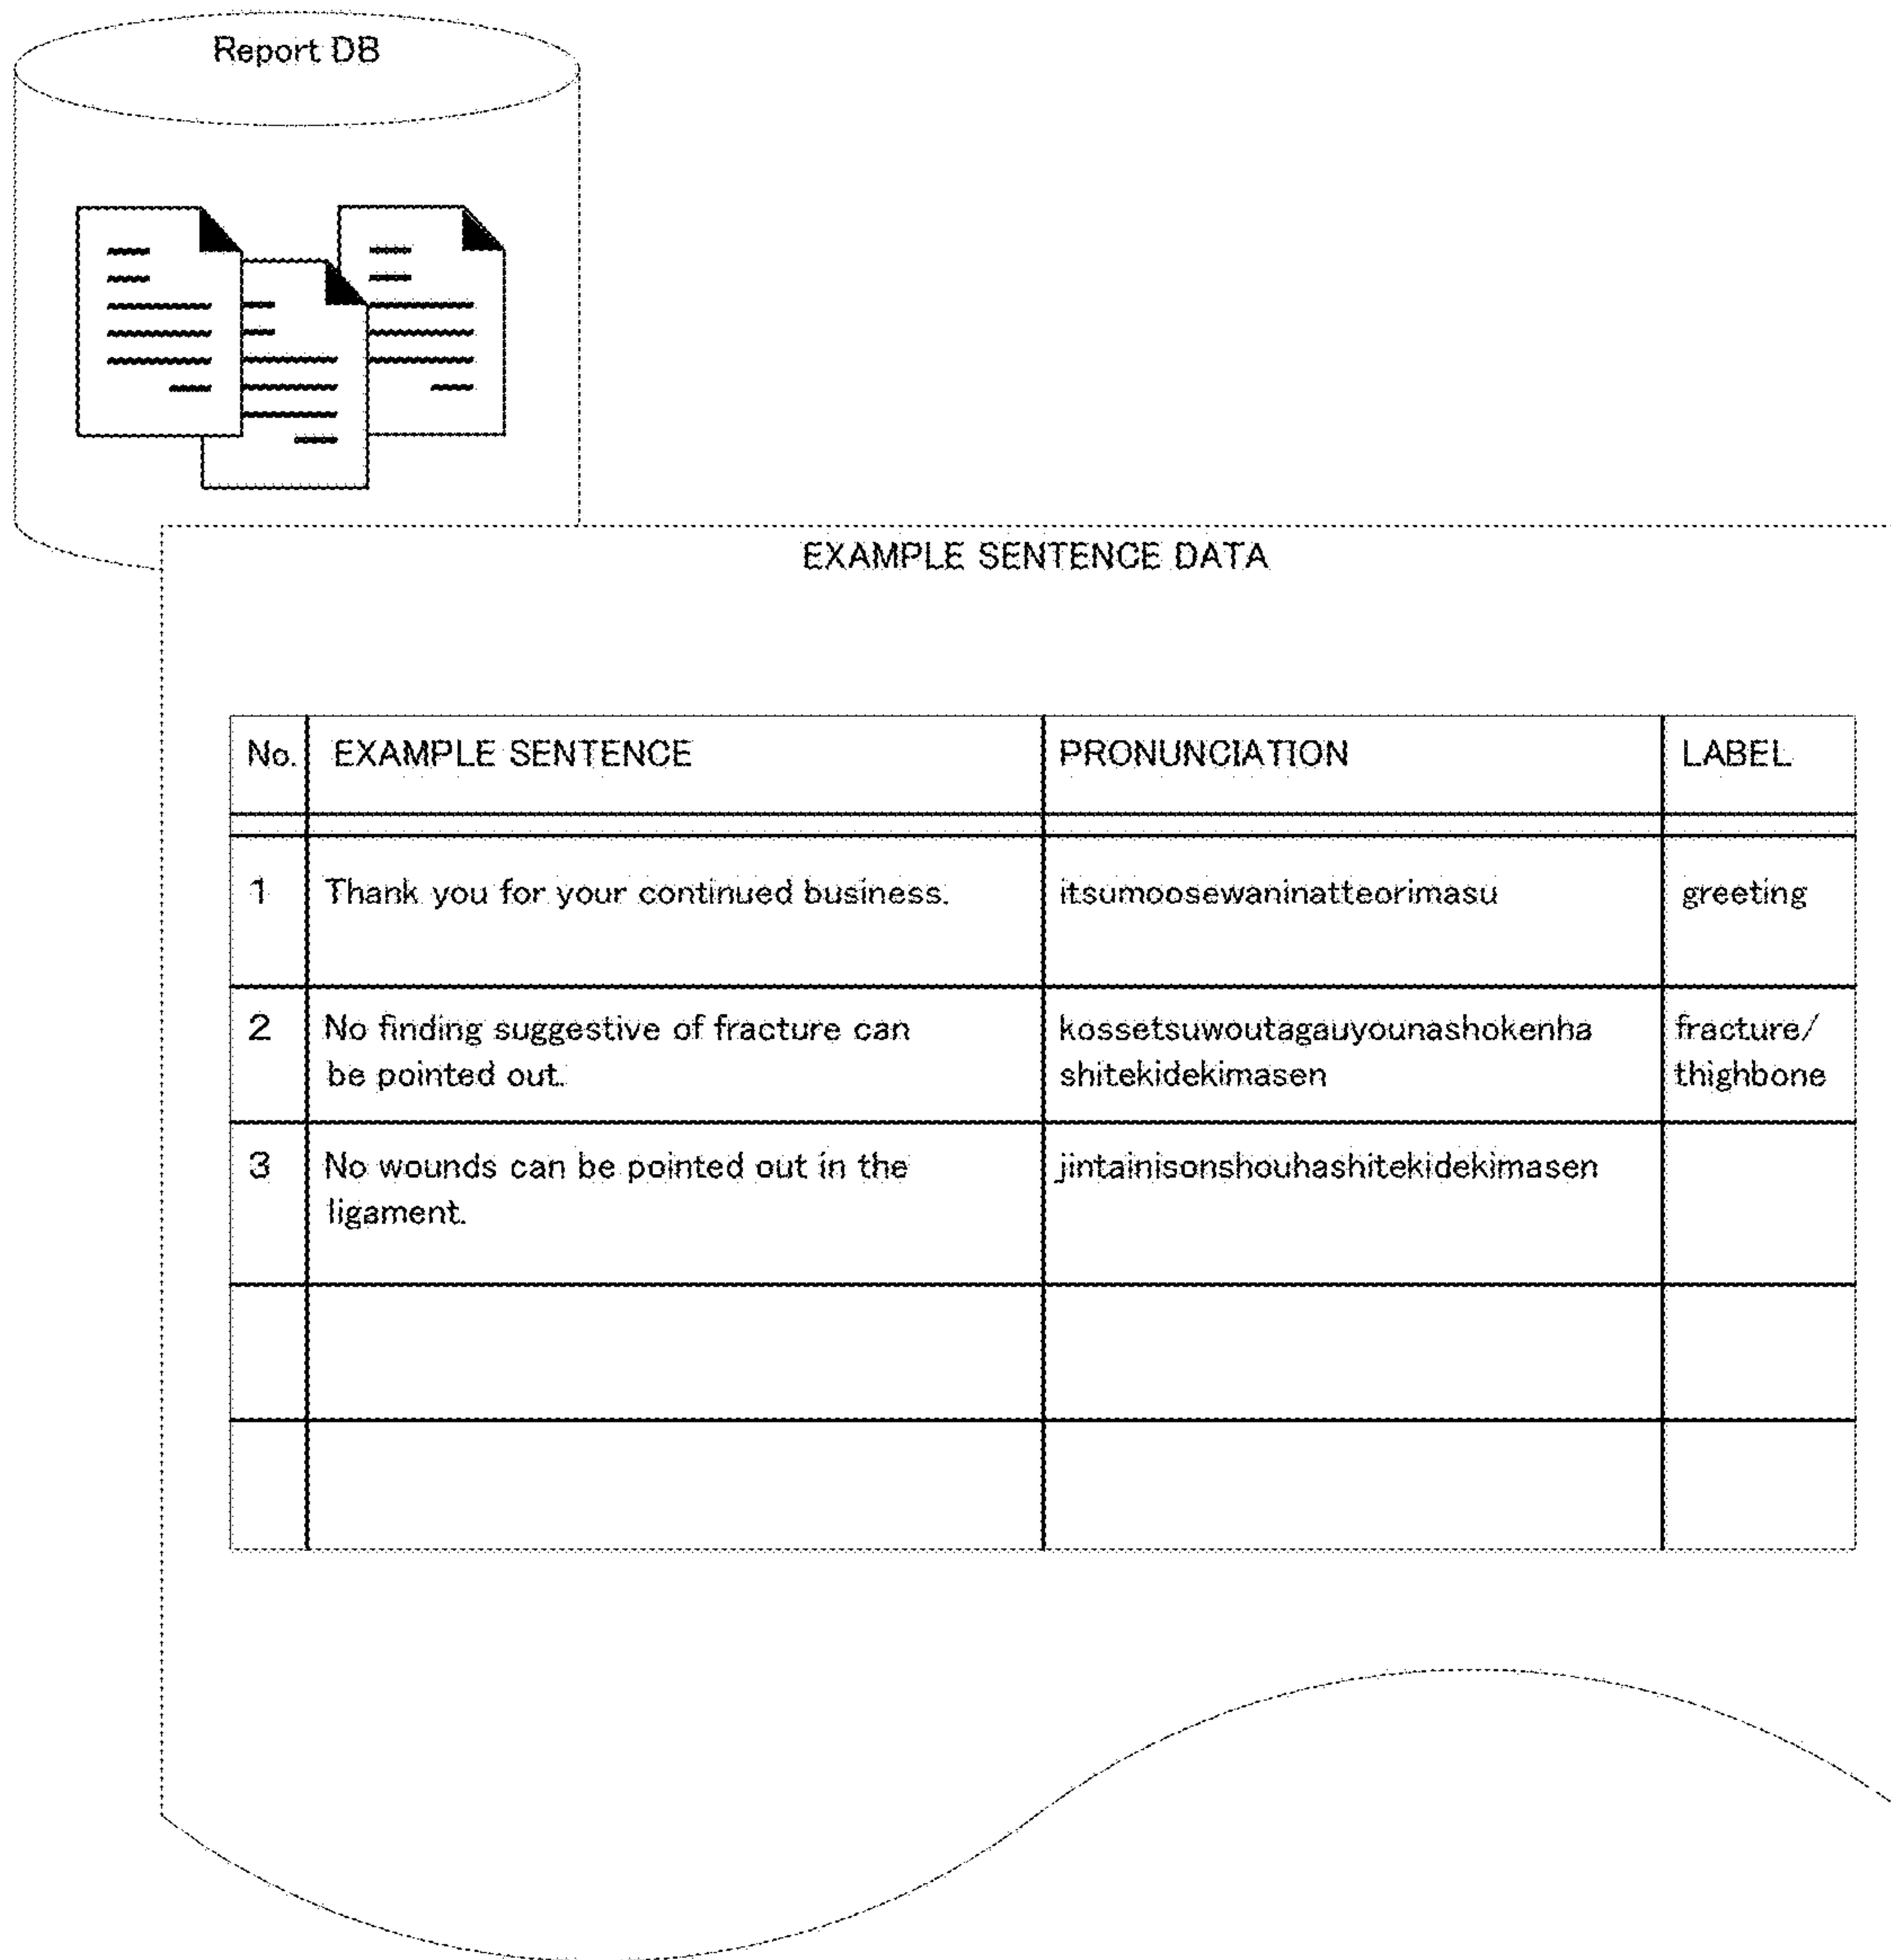 Report DB
EXAMPLE SENTENCE DATA
No. EXAMPLE SENTENCE PRONUNCIATION LABEL
1 Thank you for your continued business. itsumoosewaninatteorimasu greeting
2 No finding suggestive of fracture can kossetsuwoutagauyounashokenha fracture/
be pointed out. shitekidekimasen thighbone
3 No wounds can be pointed out in the jintainisonshouhashitekidekimasen
ligament.